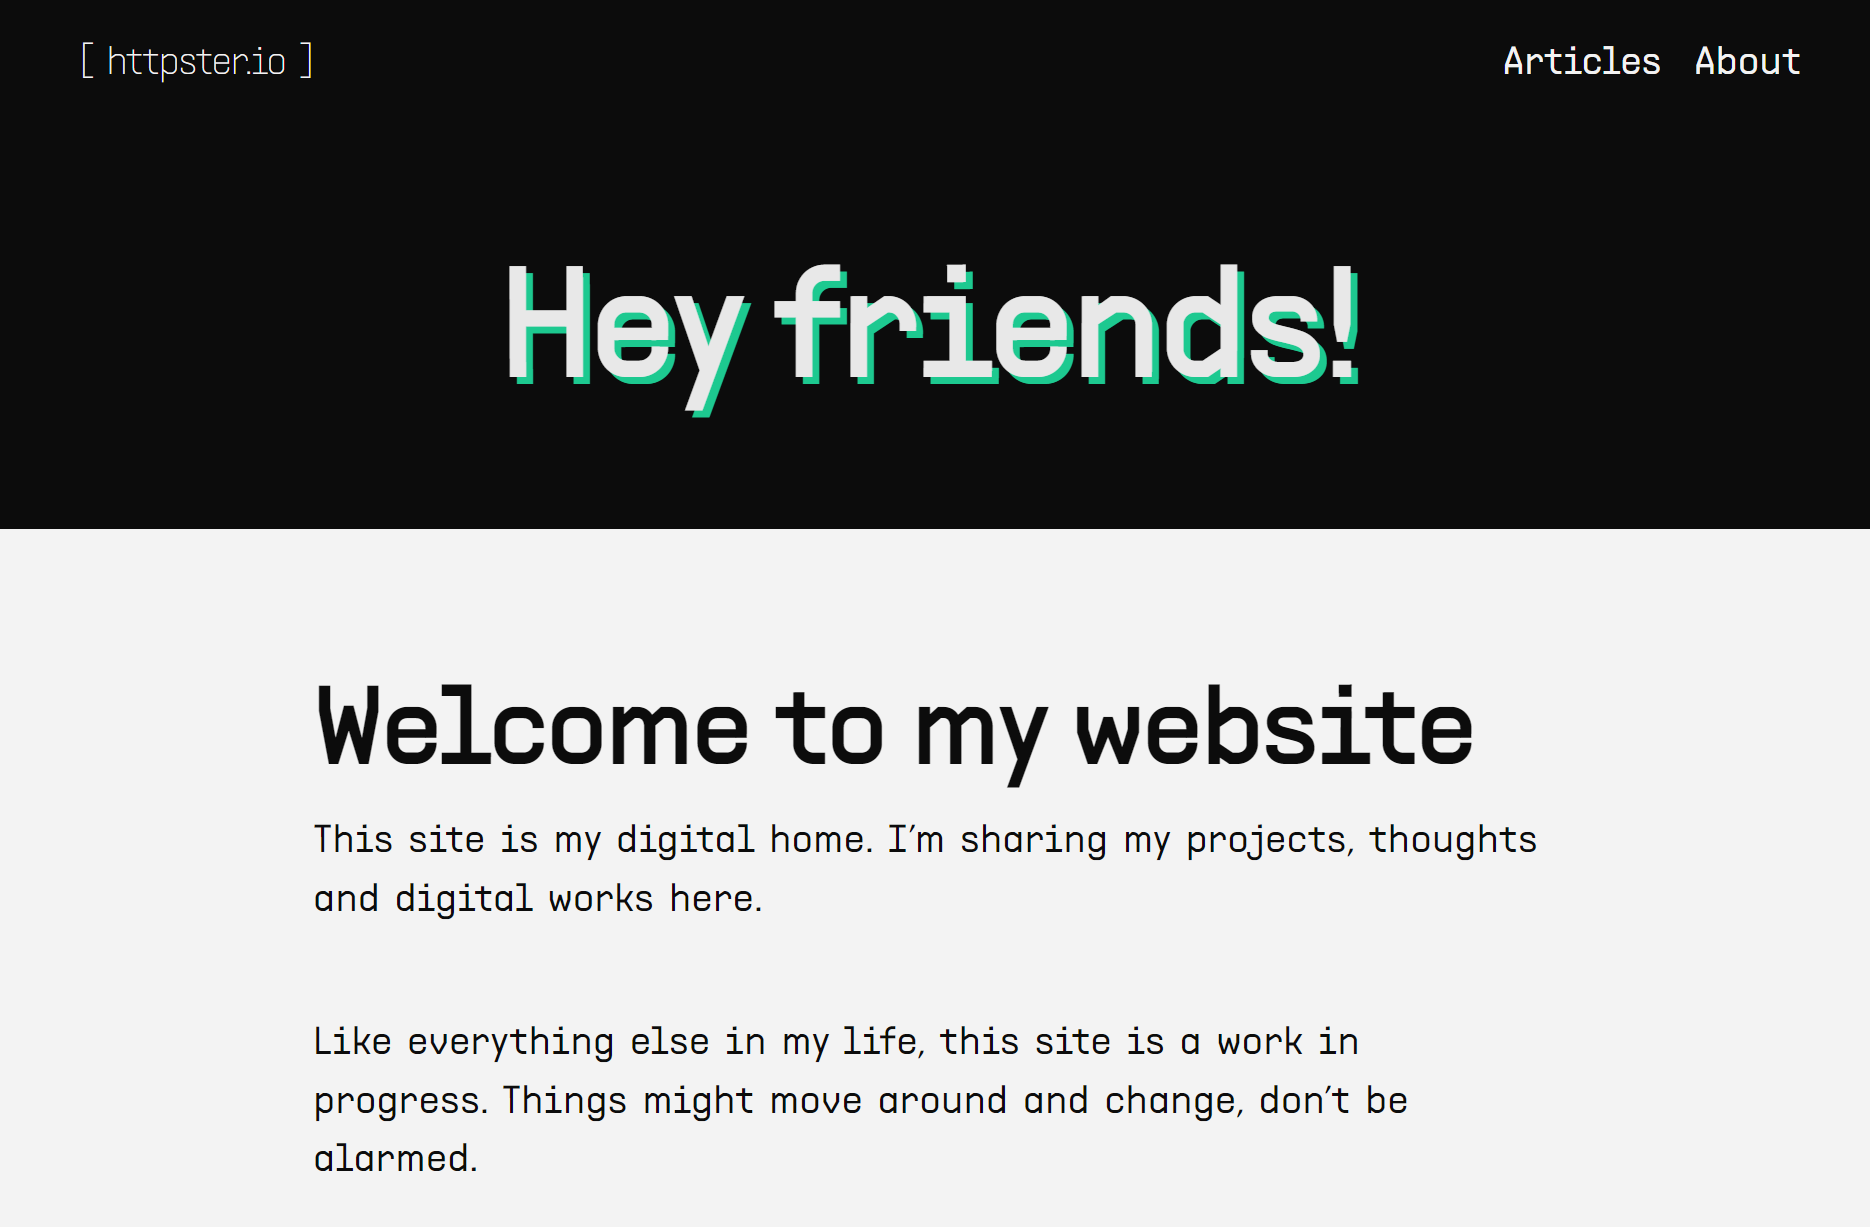 [ httpster.io ]
Articles About
Hey friends!
Welcome to my website
This site is my digital home. I’m sharing my projects, thoughts
and digital works here.
Like everything else in my life, this site is a work in
progress. Things might move around and change, don’t be
alarmed.